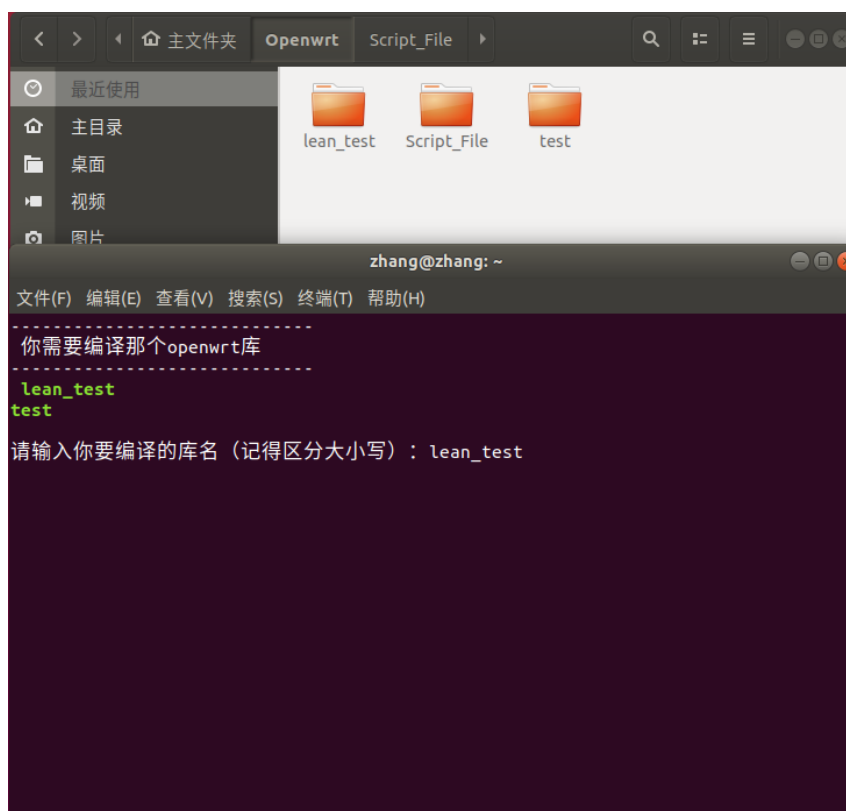 主文件夹 Openwrt Script_File
最近使用
主目录
桌面
视频
图片
lean_test Script_File test
zhang@zhang: ~
文件(F) 编辑(E) 查看(V) 搜索(S) 终端(T) 帮助(H)
-----------------------------
你需要编译那个openwrt库
-----------------------------
lean_test
test
请输入你要编译的库名（记得区分大小写）：lean_test